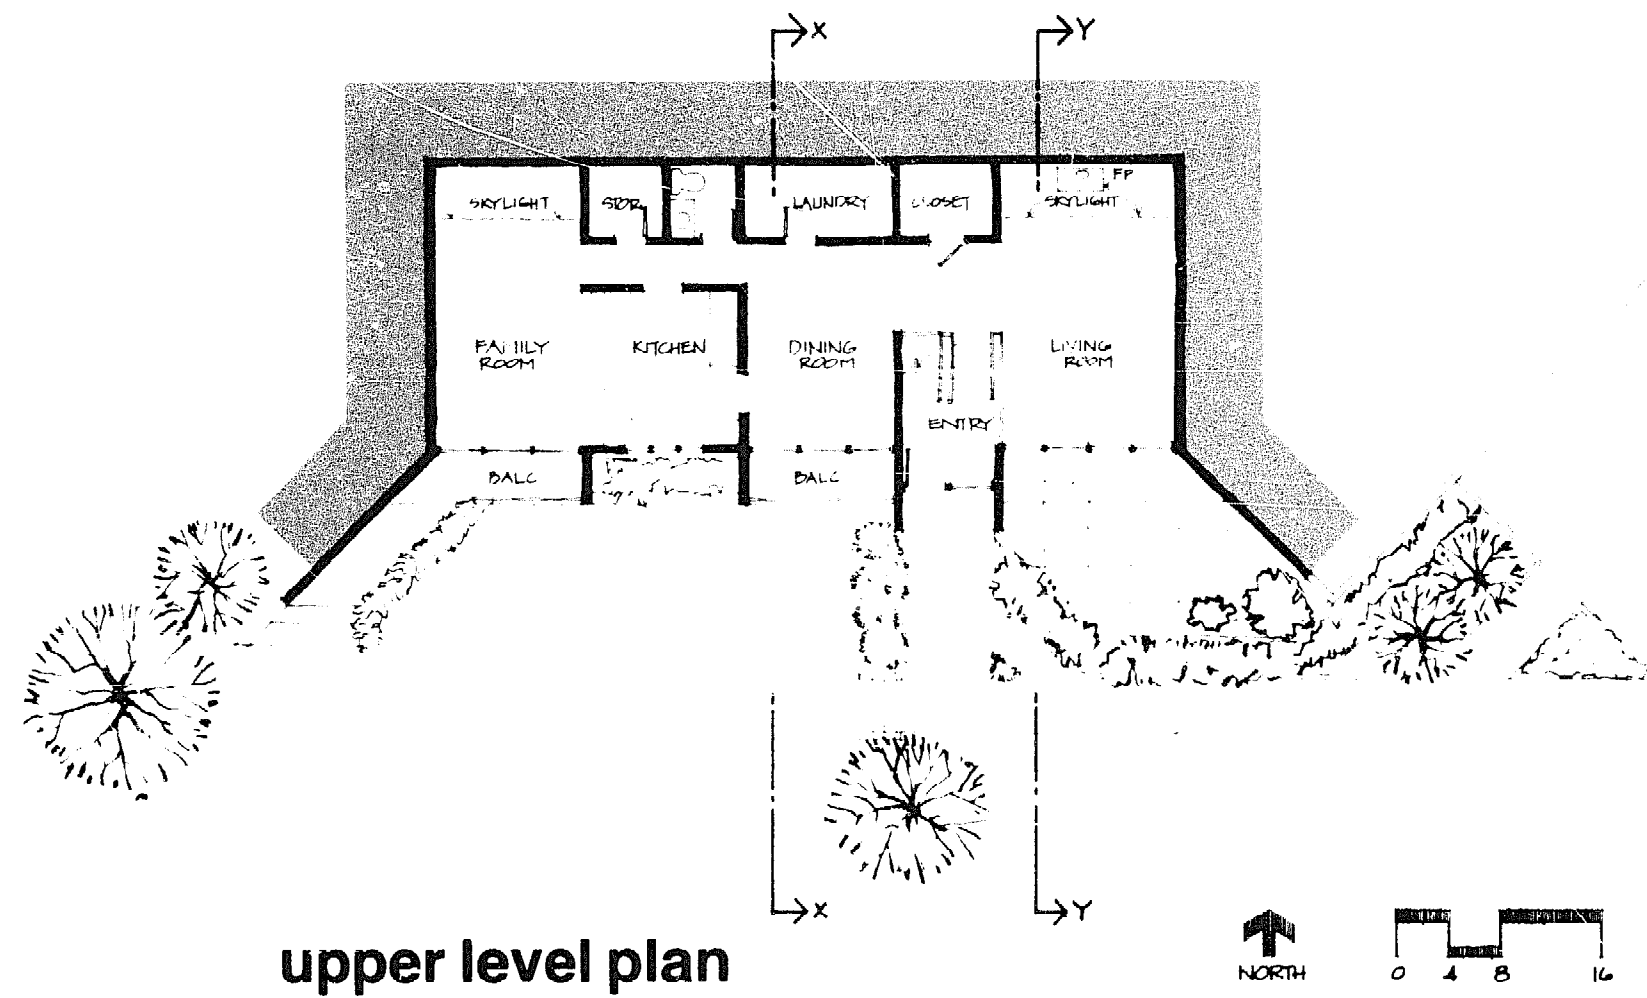 X
Y
SKYLIGHT
STOR.
LAUNDRY
CLOSET
FP
SKYLIGHT
FAMILY
ROOM
KITCHEN
DINING
ROOM
LIVING
ROOM
ENTRY
BALC
BALC
X
Y
upper level plan
NORTH
0 4 8 16